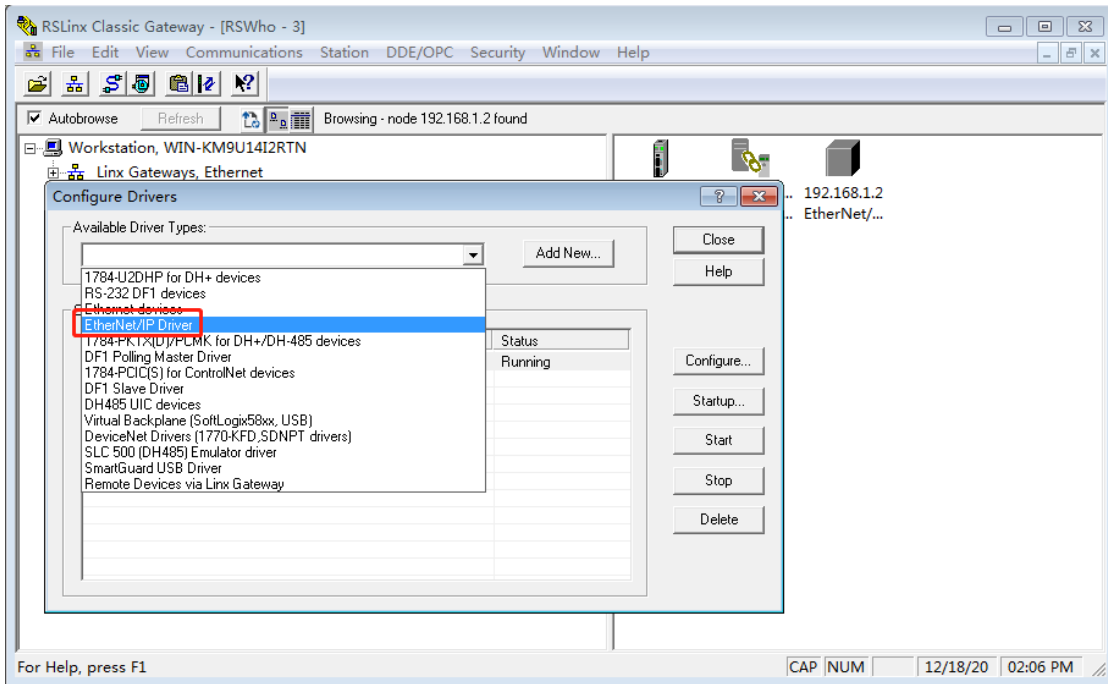 RSLinx Classic Gateway - [RSWho - 3]
File Edit View Communications Station DDE/OPC Security Window Help
Autobrowse Refresh Browsing - node 192.168.1.2 found
Workstation, WIN-KM9U14I2RTN
Linx Gateways, Ethernet
192.168.1.2
EtherNet/...
Configure Drivers
Available Driver Types:
Add New...
Close
Help
1784-U2DHP for DH+ devices
RS-232 DF1 devices
Ethernet devices
EtherNet/IP Driver
1784-PKTX(D)/PCMK for DH+/DH-485 devices
DF1 Polling Master Driver
1784-PCIC(S) for ControlNet devices
DF1 Slave Driver
DH485 UIC devices
Virtual Backplane (SoftLogix58xx, USB)
DeviceNet Drivers (1770-KFD,SDNPT drivers)
SLC 500 (DH485) Emulator driver
SmartGuard USB Driver
Remote Devices via Linx Gateway
Status
Running
Configure...
Startup...
Start
Stop
Delete
For Help, press F1
CAP NUM 12/18/20 02:06 PM